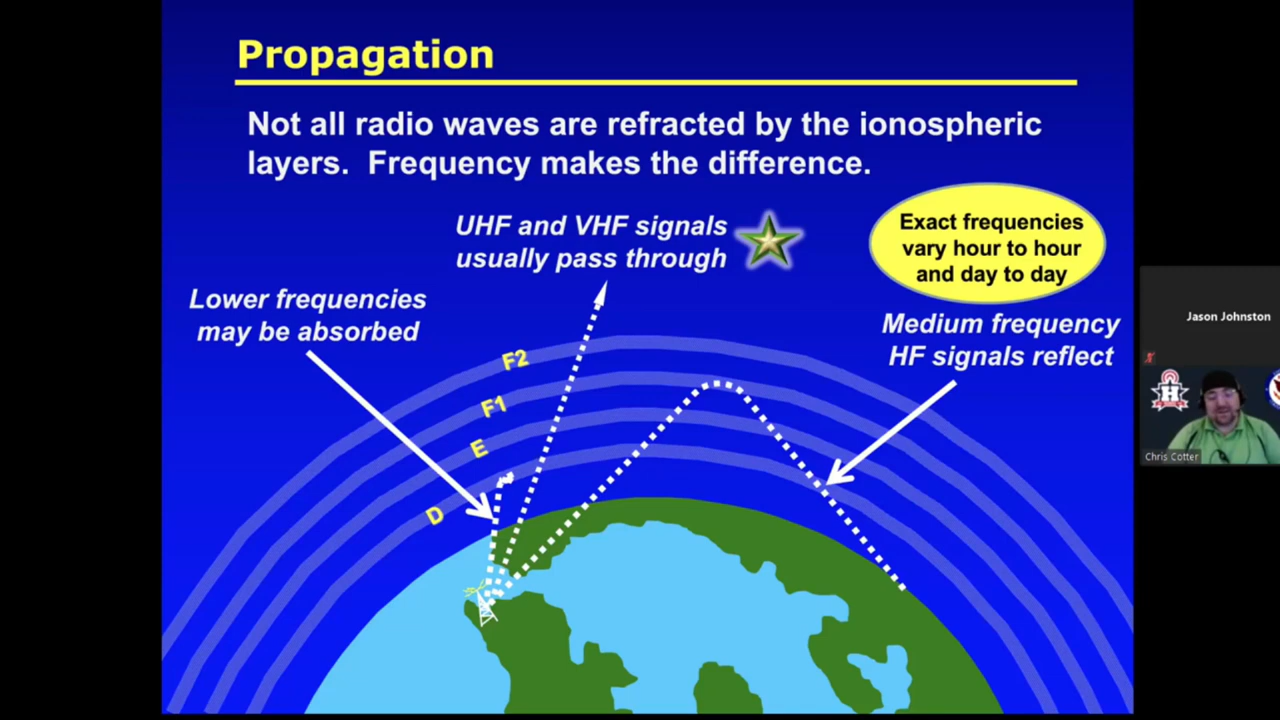 Propagation
Not all radio waves are refracted by the ionospheric
layers. Frequency makes the difference.
UHF and VHF signals
usually pass through
Exact frequencies
vary hour to hour
and day to day
Lower frequencies
may be absorbed
Medium frequency
HF signals reflect
F2
F1
E
D
Jason Johnston
H
Chris Cotter